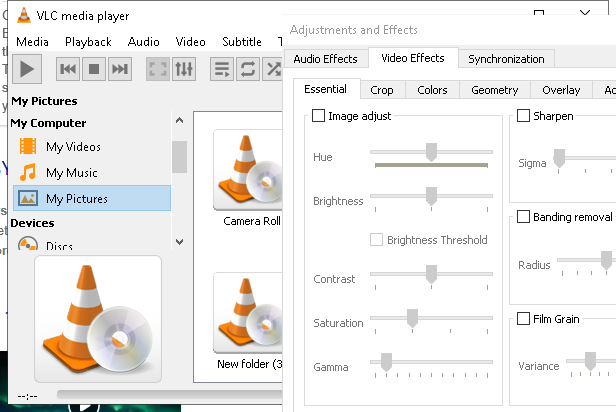 VLC media player
Media Playback Audio Video Subtitle
My Pictures
My Computer
My Videos
My Music
My Pictures
Devices
Discs
Camera Roll
New folder (3
--:--
Adjustments and Effects
Audio Effects Video Effects Synchronization
Essential Crop Colors Geometry Overlay
Image adjust
Hue
Brightness
Brightness Threshold
Contrast
Saturation
Gamma
Sharpen
Sigma
Banding removal
Radius
Film Grain
Variance